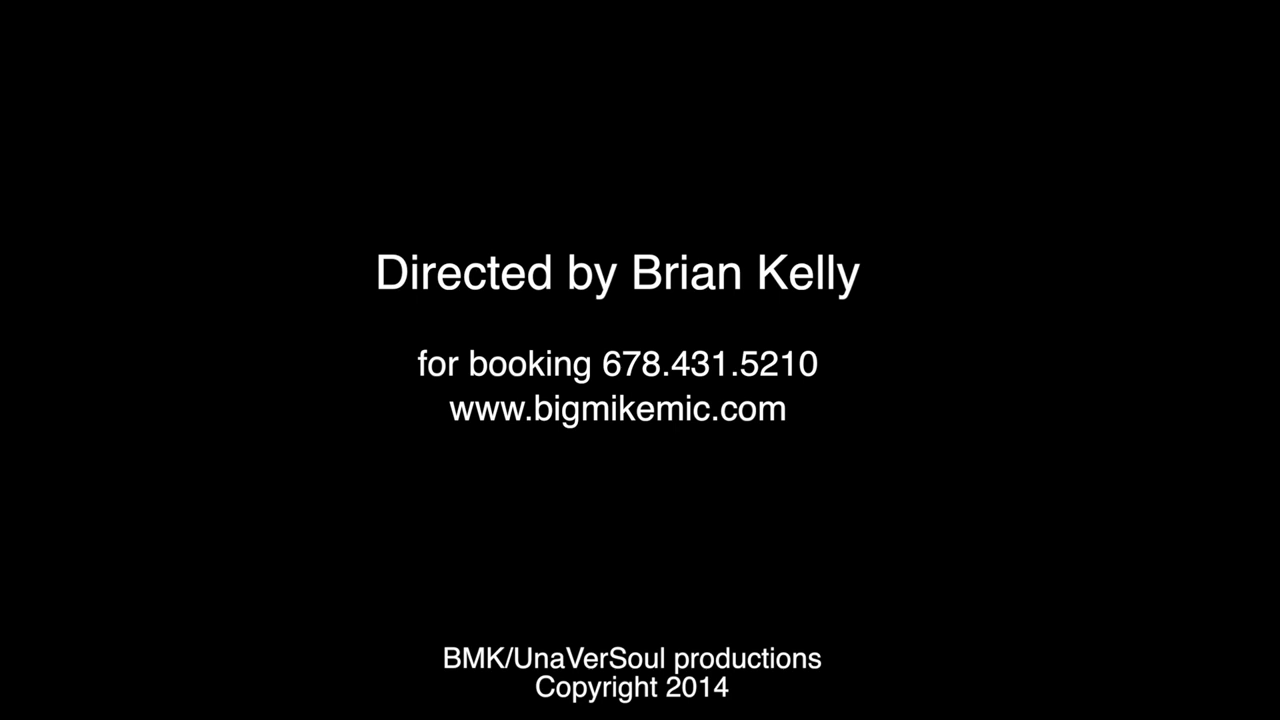 Directed by Brian Kelly
for booking 678.431.5210
www.bigmikemic.com
BMK/UnaVerSoul productions
Copyright 2014